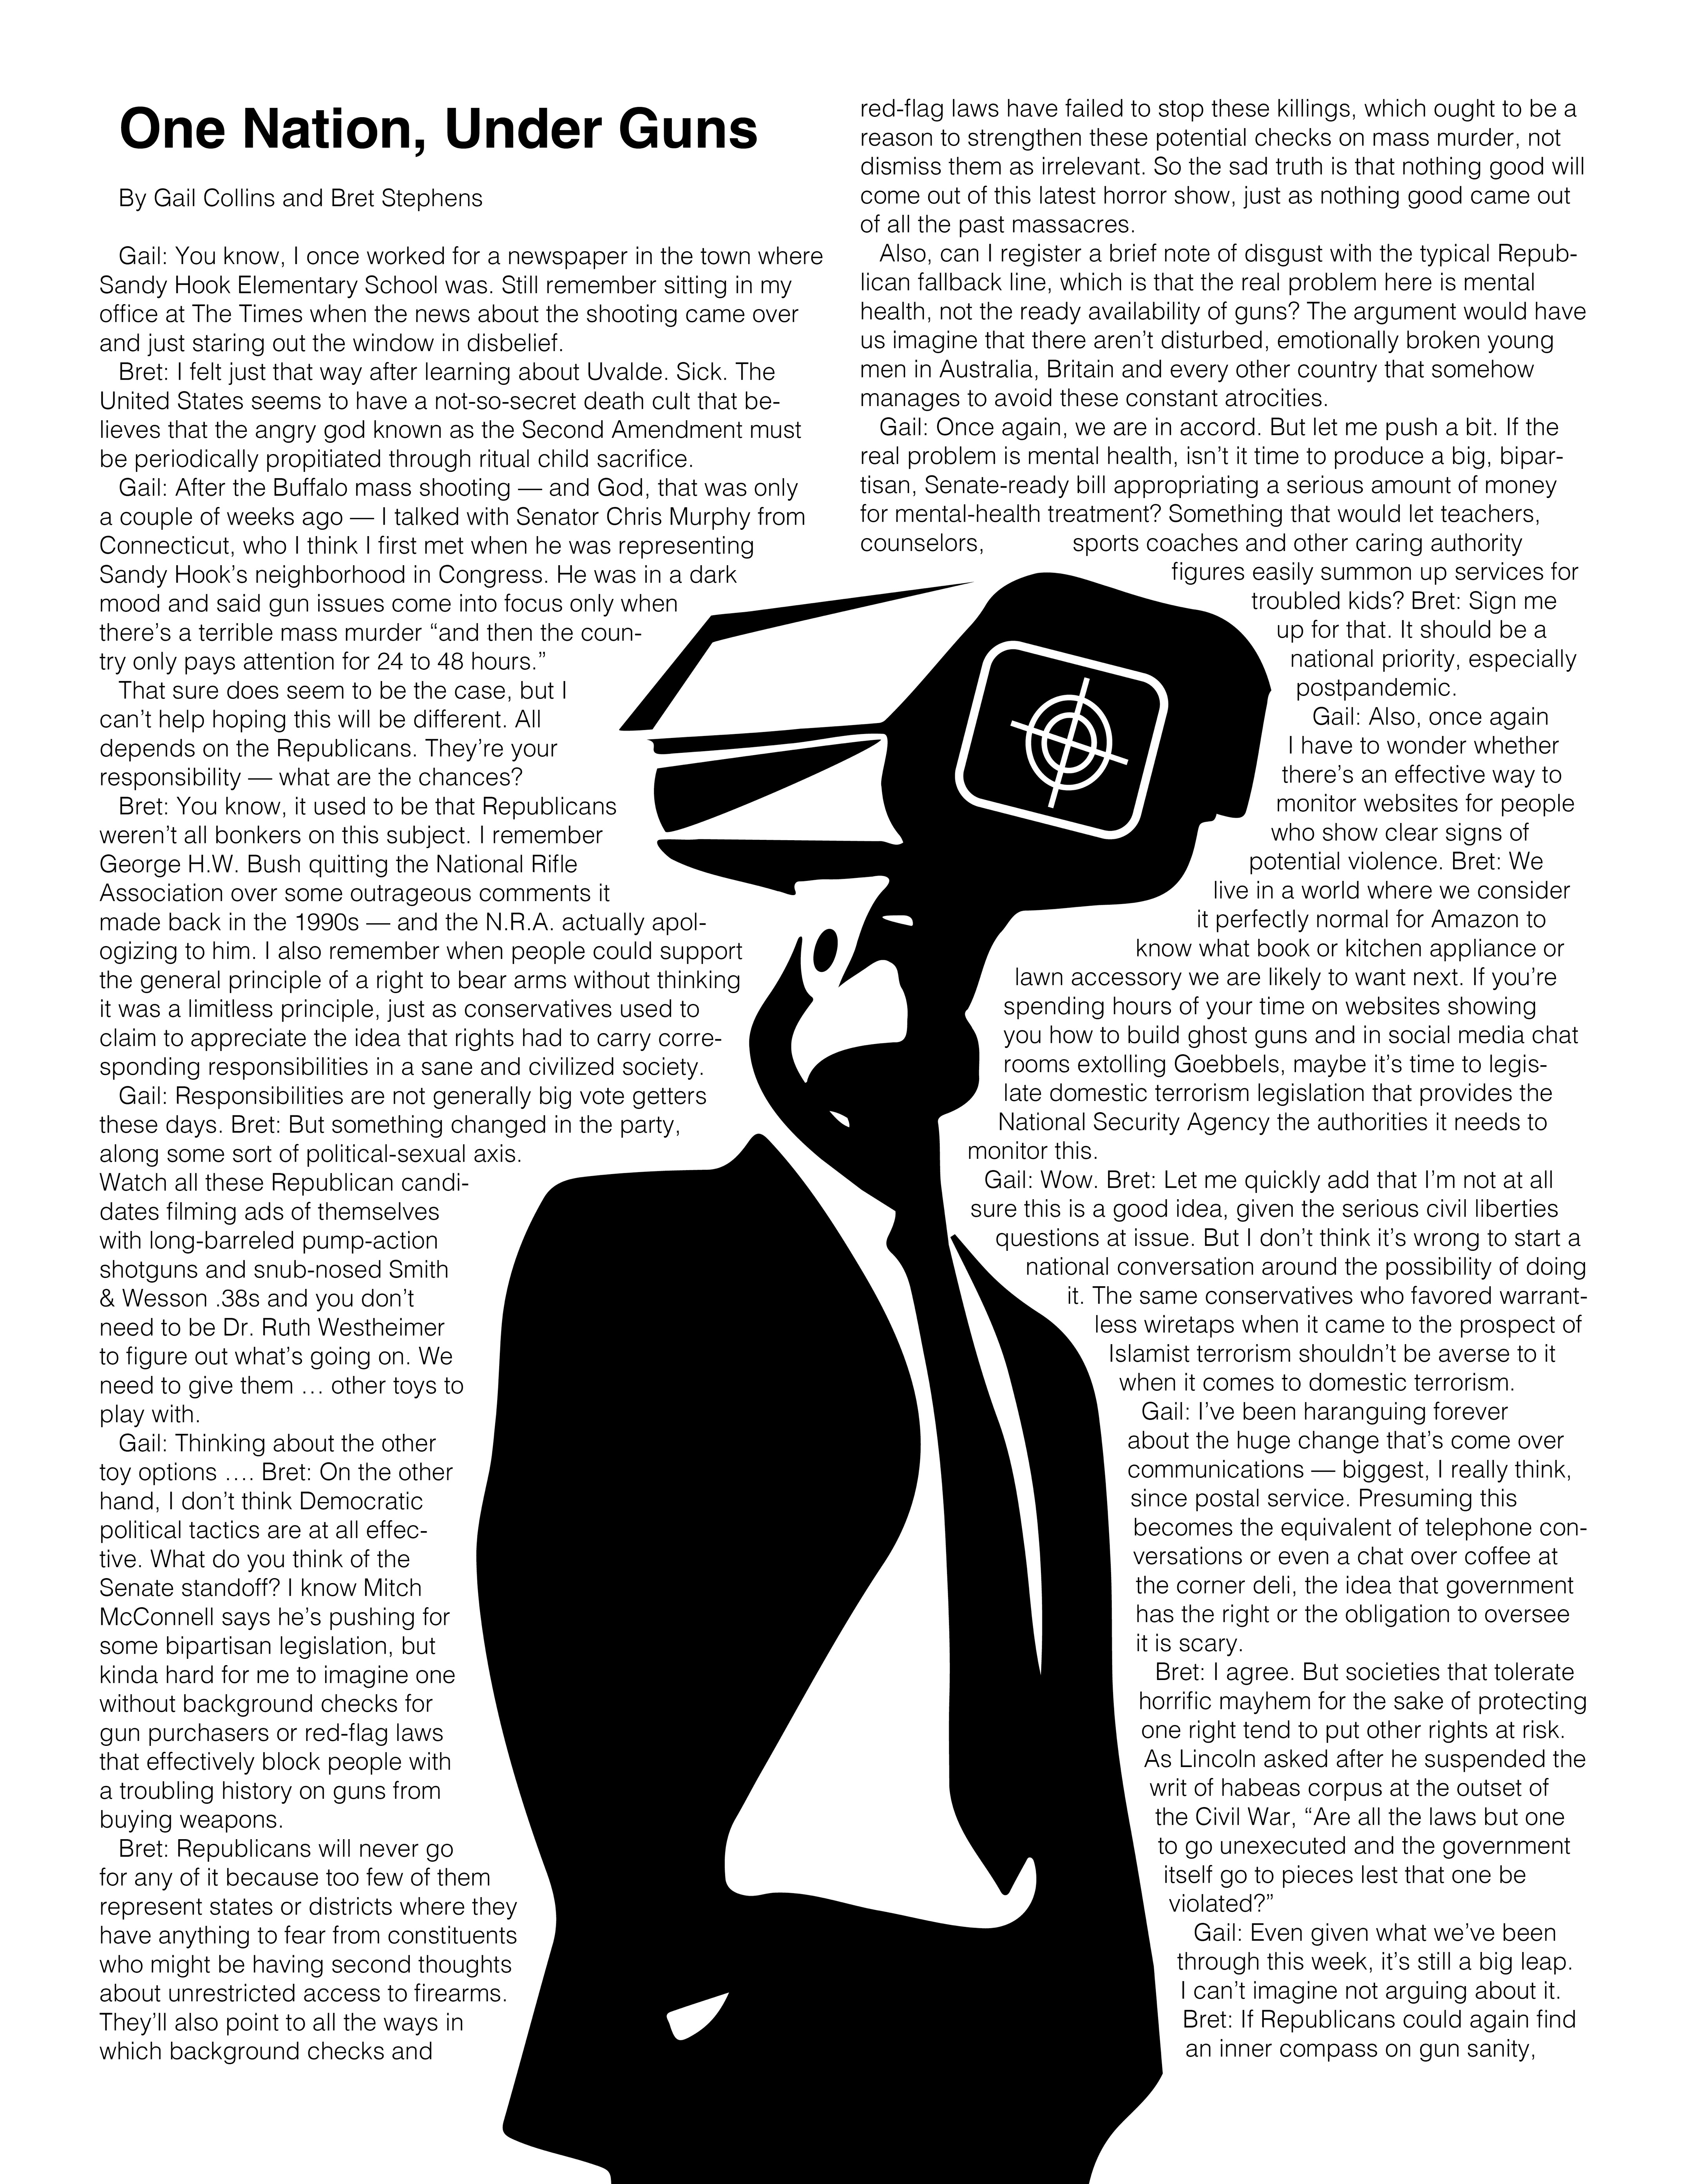 One Nation, Under Guns
By Gail Collins and Bret Stephens
Gail: You know, I once worked for a newspaper in the town where
Sandy Hook Elementary School was. Still remember sitting in my
office at The Times when the news about the shooting came over
and just staring out the window in disbelief.
Bret: I felt just that way after learning about Uvalde. Sick. The
United States seems to have a not-so-secret death cult that be-
lieves that the angry god known as the Second Amendment must
be periodically propitiated through ritual child sacrifice.
Gail: After the Buffalo mass shooting — and God, that was only
a couple of weeks ago — I talked with Senator Chris Murphy from
Connecticut, who I think I first met when he was representing
Sandy Hook’s neighborhood in Congress. He was in a dark
mood and said gun issues come into focus only when
there’s a terrible mass murder “and then the coun-
try only pays attention for 24 to 48 hours.”
That sure does seem to be the case, but I
can’t help hoping this will be different. All
depends on the Republicans. They’re your
responsibility — what are the chances?
Bret: You know, it used to be that Republicans
weren’t all bonkers on this subject. I remember
George H.W. Bush quitting the National Rifle
Association over some outrageous comments it
made back in the 1990s — and the N.R.A. actually apol-
ogizing to him. I also remember when people could support
the general principle of a right to bear arms without thinking
it was a limitless principle, just as conservatives used to
claim to appreciate the idea that rights had to carry corre-
sponding responsibilities in a sane and civilized society.
Gail: Responsibilities are not generally big vote getters
these days. Bret: But something changed in the party,
along some sort of political-sexual axis.
Watch all these Republican candi-
dates filming ads of themselves
with long-barreled pump-action
shotguns and snub-nosed Smith
& Wesson .38s and you don’t
need to be Dr. Ruth Westheimer
to figure out what’s going on. We
need to give them … other toys to
play with.
Gail: Thinking about the other
toy options …. Bret: On the other
hand, I don’t think Democratic
political tactics are at all effec-
tive. What do you think of the
Senate standoff? I know Mitch
McConnell says he’s pushing for
some bipartisan legislation, but
kinda hard for me to imagine one
without background checks for
gun purchasers or red-flag laws
that effectively block people with
a troubling history on guns from
buying weapons.
Bret: Republicans will never go
for any of it because too few of them
represent states or districts where they
have anything to fear from constituents
who might be having second thoughts
about unrestricted access to firearms.
They’ll also point to all the ways in
which background checks and
red-flag laws have failed to stop these killings, which ought to be a
reason to strengthen these potential checks on mass murder, not
dismiss them as irrelevant. So the sad truth is that nothing good will
come out of this latest horror show, just as nothing good came out
of all the past massacres.
Also, can I register a brief note of disgust with the typical Repub-
lican fallback line, which is that the real problem here is mental
health, not the ready availability of guns? The argument would have
us imagine that there aren’t disturbed, emotionally broken young
men in Australia, Britain and every other country that somehow
manages to avoid these constant atrocities.
Gail: Once again, we are in accord. But let me push a bit. If the
real problem is mental health, isn’t it time to produce a big, bipar-
tisan, Senate-ready bill appropriating a serious amount of money
for mental-health treatment? Something that would let teachers,
counselors, sports coaches and other caring authority
figures easily summon up services for
troubled kids? Bret: Sign me
up for that. It should be a
national priority, especially
postpandemic.
Gail: Also, once again
I have to wonder whether
there’s an effective way to
monitor websites for people
who show clear signs of
potential violence. Bret: We
live in a world where we consider
it perfectly normal for Amazon to
know what book or kitchen appliance or
lawn accessory we are likely to want next. If you’re
spending hours of your time on websites showing
you how to build ghost guns and in social media chat
rooms extolling Goebbels, maybe it’s time to legis-
late domestic terrorism legislation that provides the
National Security Agency the authorities it needs to
monitor this.
Gail: Wow. Bret: Let me quickly add that I’m not at all
sure this is a good idea, given the serious civil liberties
questions at issue. But I don’t think it’s wrong to start a
national conversation around the possibility of doing
it. The same conservatives who favored warrant-
less wiretaps when it came to the prospect of
Islamist terrorism shouldn’t be averse to it
when it comes to domestic terrorism.
Gail: I’ve been haranguing forever
about the huge change that’s come over
communications — biggest, I really think,
since postal service. Presuming this
becomes the equivalent of telephone con-
versations or even a chat over coffee at
the corner deli, the idea that government
has the right or the obligation to oversee
it is scary.
Bret: I agree. But societies that tolerate
horrific mayhem for the sake of protecting
one right tend to put other rights at risk.
As Lincoln asked after he suspended the
writ of habeas corpus at the outset of
the Civil War, “Are all the laws but one
to go unexecuted and the government
itself go to pieces lest that one be
violated?”
Gail: Even given what we’ve been
through this week, it’s still a big leap.
I can’t imagine not arguing about it.
Bret: If Republicans could again find
an inner compass on gun sanity,